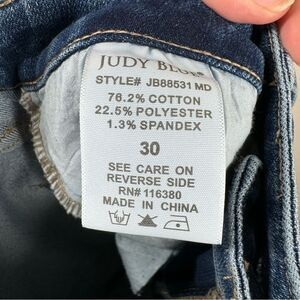 JUDY BLUE
STYLE# JB88531 MD
76.2% COTTON
22.5% POLYESTER
1.3% SPANDEX
30
SEE CARE ON
REVERSE SIDE
RN# 116380
MADE IN CHINA